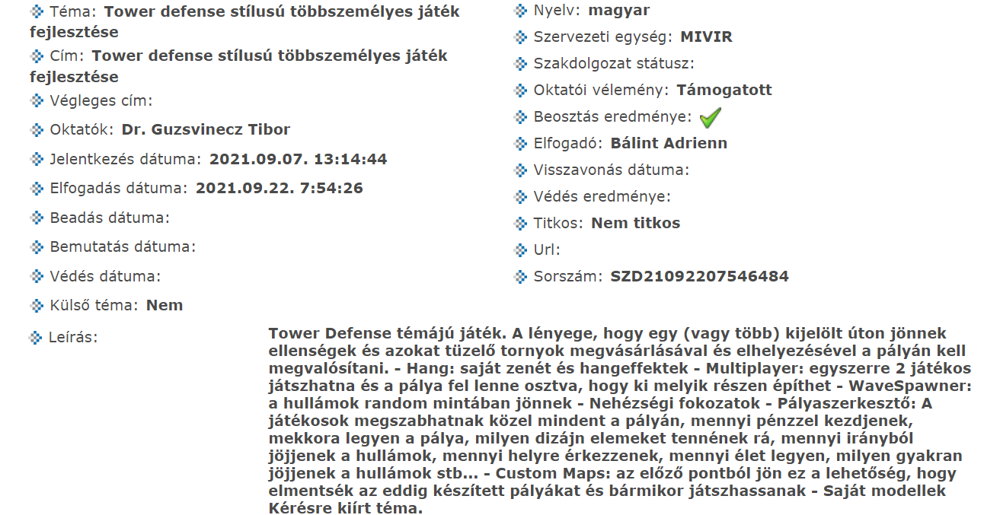 Téma: Tower defense stílusú többszemélyes játék
fejlesztése
Cím: Tower defense stílusú többszemélyes játék
fejlesztése
Végleges cím:
Oktatók: Dr. Guzsvinecz Tibor
Jelentkezés dátuma: 2021.09.07. 13:14:44
Elfogadás dátuma: 2021.09.22. 7:54:26
Beadás dátuma:
Bemutatás dátuma:
Védés dátuma:
Külső téma: Nem
Nyelv: magyar
Szervezeti egység: MIVIR
Szakdolgozat státusz:
Oktatói vélemény: Támogatott
Beosztás eredménye:
Elfogadó: Bálint Adrienn
Visszavonás dátuma:
Védés eredménye:
Titkos: Nem titkos
Url:
Sorszám: SZD21092207546484
Leírás:
Tower Defense témájú játék. A lényege, hogy egy (vagy több) kijelölt úton jönnek
ellenségek és azokat tüzelő tornyok megvásárlásával és elhelyezésével a pályán kell
megvalósítani. - Hang: saját zenét és hangeffektek - Multiplayer: egyszerre 2 játékos
játszhatna és a pálya fel lenne osztva, hogy ki melyik részen építhet - WaveSpawner:
a hullámok random mintában jönnek - Nehézségi fokozatok - Pályaszerkesztő: A
játékosok megszabhatnak közel mindent a pályán, mennyi pénzzel kezdjenek,
mekkora legyen a pálya, milyen dizájn elemeket tennének rá, mennyi irányból
jöjjenek a hullámok, mennyi helyre érkezzenek, mennyi élet legyen, milyen gyakran
jöjjenek a hullámok stb... - Custom Maps: az előző pontból jön ez a lehetőség, hogy
elmentsék az eddig készített pályákat és bármikor játszhassanak - Saját modellek
Kérésre kiírt téma.